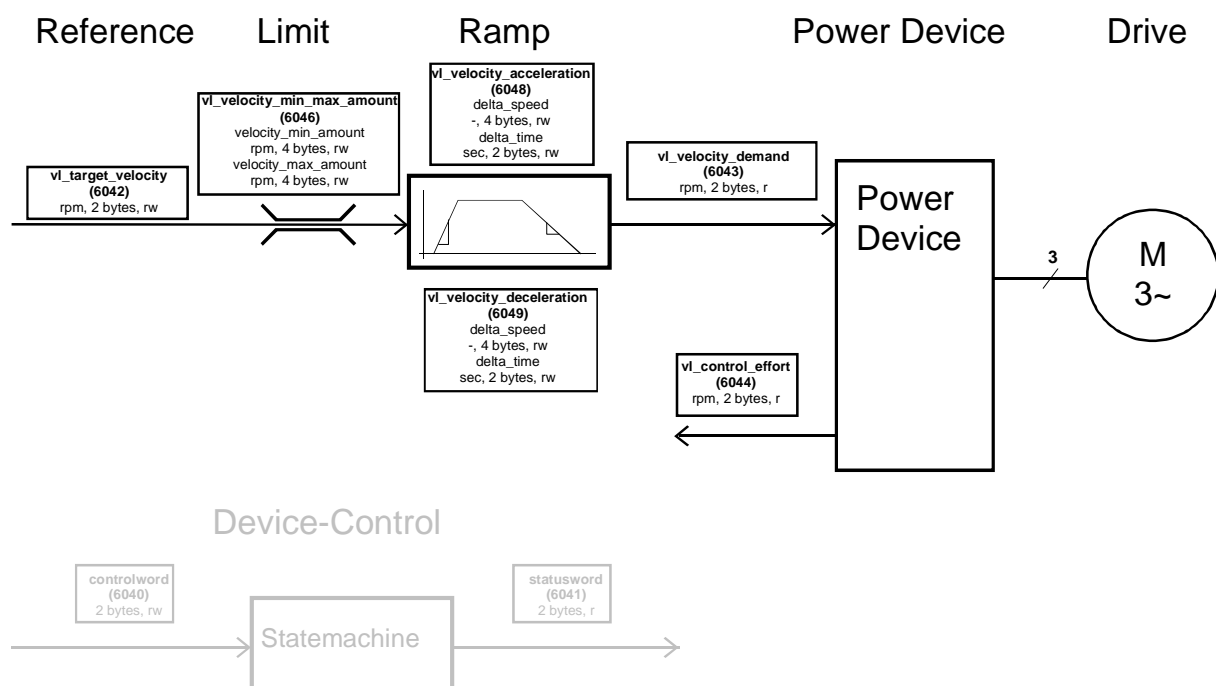 Reference
Limit
Ramp
Power Device
Drive
vl_velocity_acceleration
(6048)
delta_speed
-, 4 bytes, rw
delta_time
sec, 2 bytes, rw
vl_velocity_min_max_amount
(6046)
velocity_min_amount
rpm, 4 bytes, rw
velocity_max_amount
rpm, 4 bytes, rw
vl_target_velocity
(6042)
rpm, 2 bytes, rw
vl_velocity_demand
(6043)
rpm, 2 bytes, r
Power
Device
3
M
3~
vl_velocity_deceleration
(6049)
delta_speed
-, 4 bytes, rw
delta_time
sec, 2 bytes, rw
vl_control_effort
(6044)
rpm, 2 bytes, r
Device-Control
controlword
(6040)
2 bytes, rw
statusword
(6041)
2 bytes, r
Statemachine